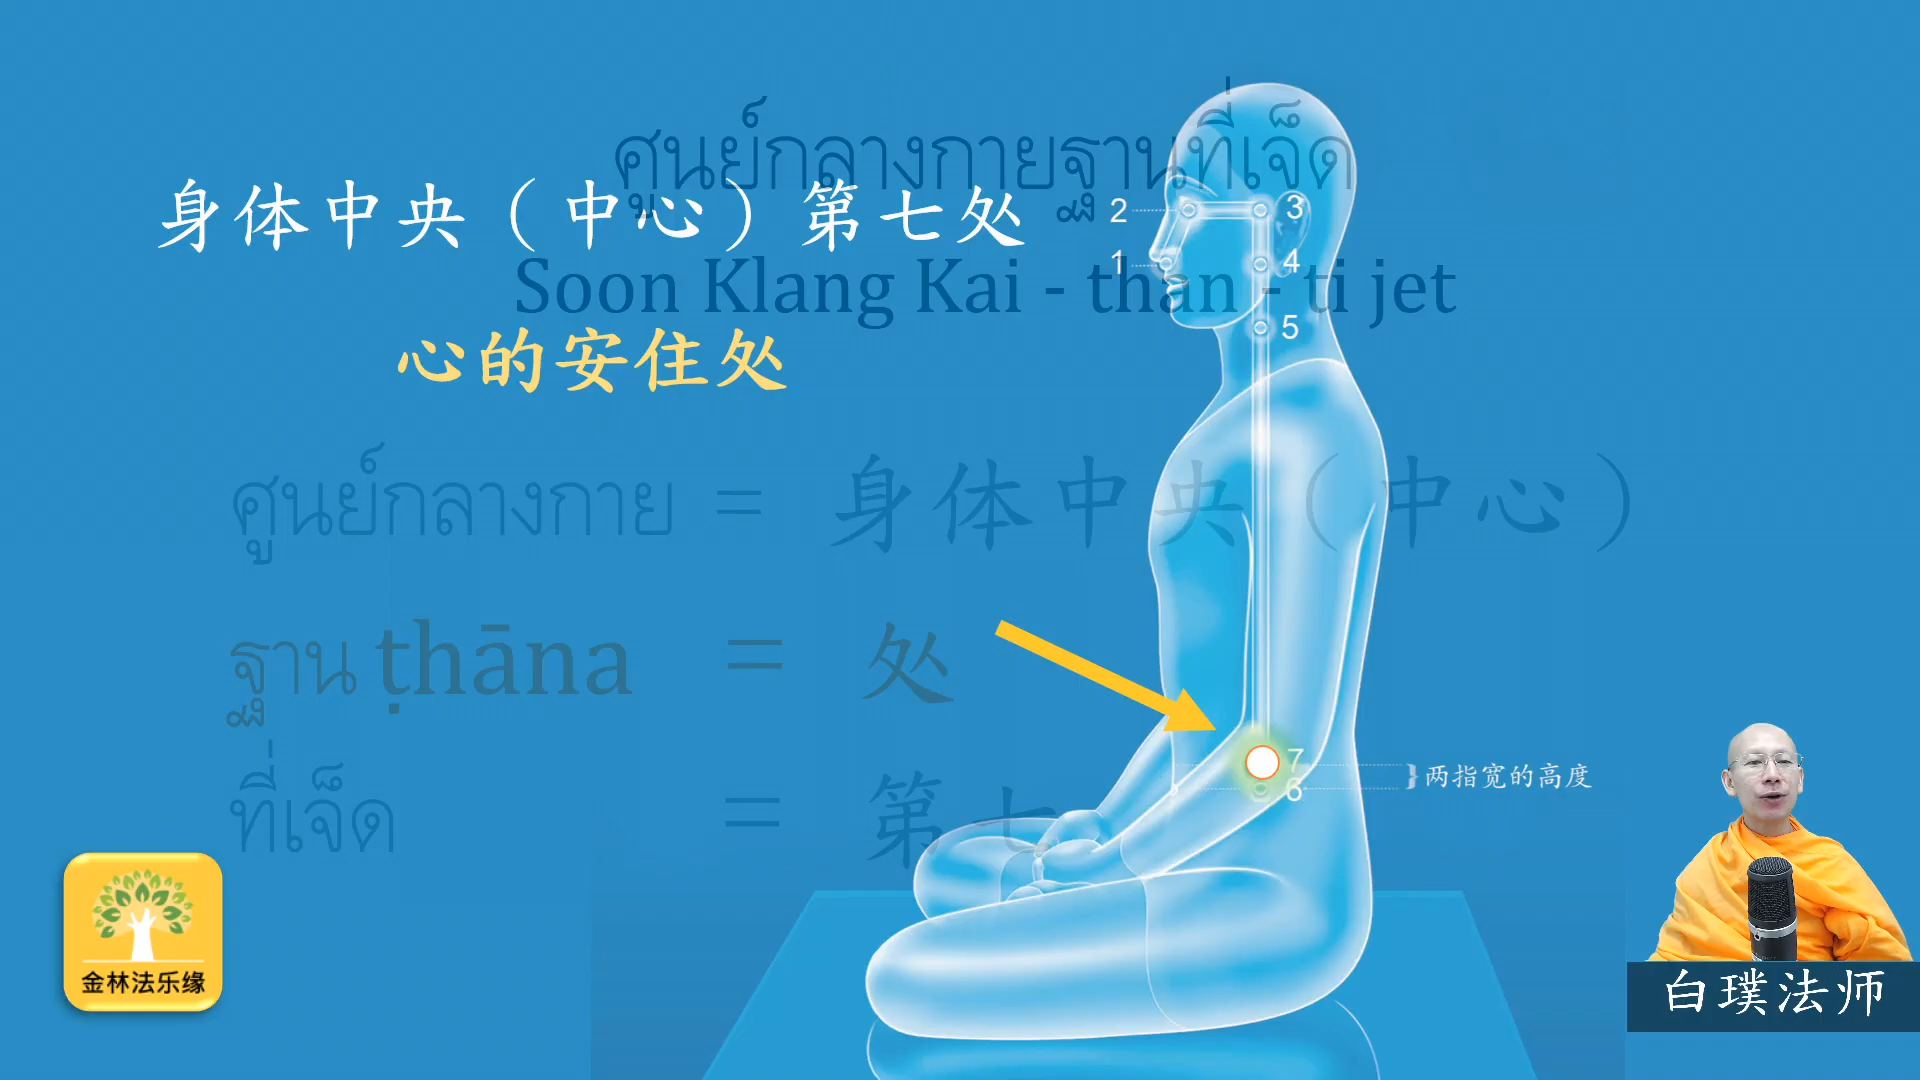 ศูนย์กลางกายฐานที่เจ็ด
身体中央（中心）第七处
Soon Klang Kai - than - ti jet
心的安住处
2
3
1
4
5
ศูนย์กลางกาย = 身体中央（中心）
ฐาน ṭhāna = 处
ที่เจ็ด = 第七
7
6
两指宽的高度
金林法乐缘
白璞法师